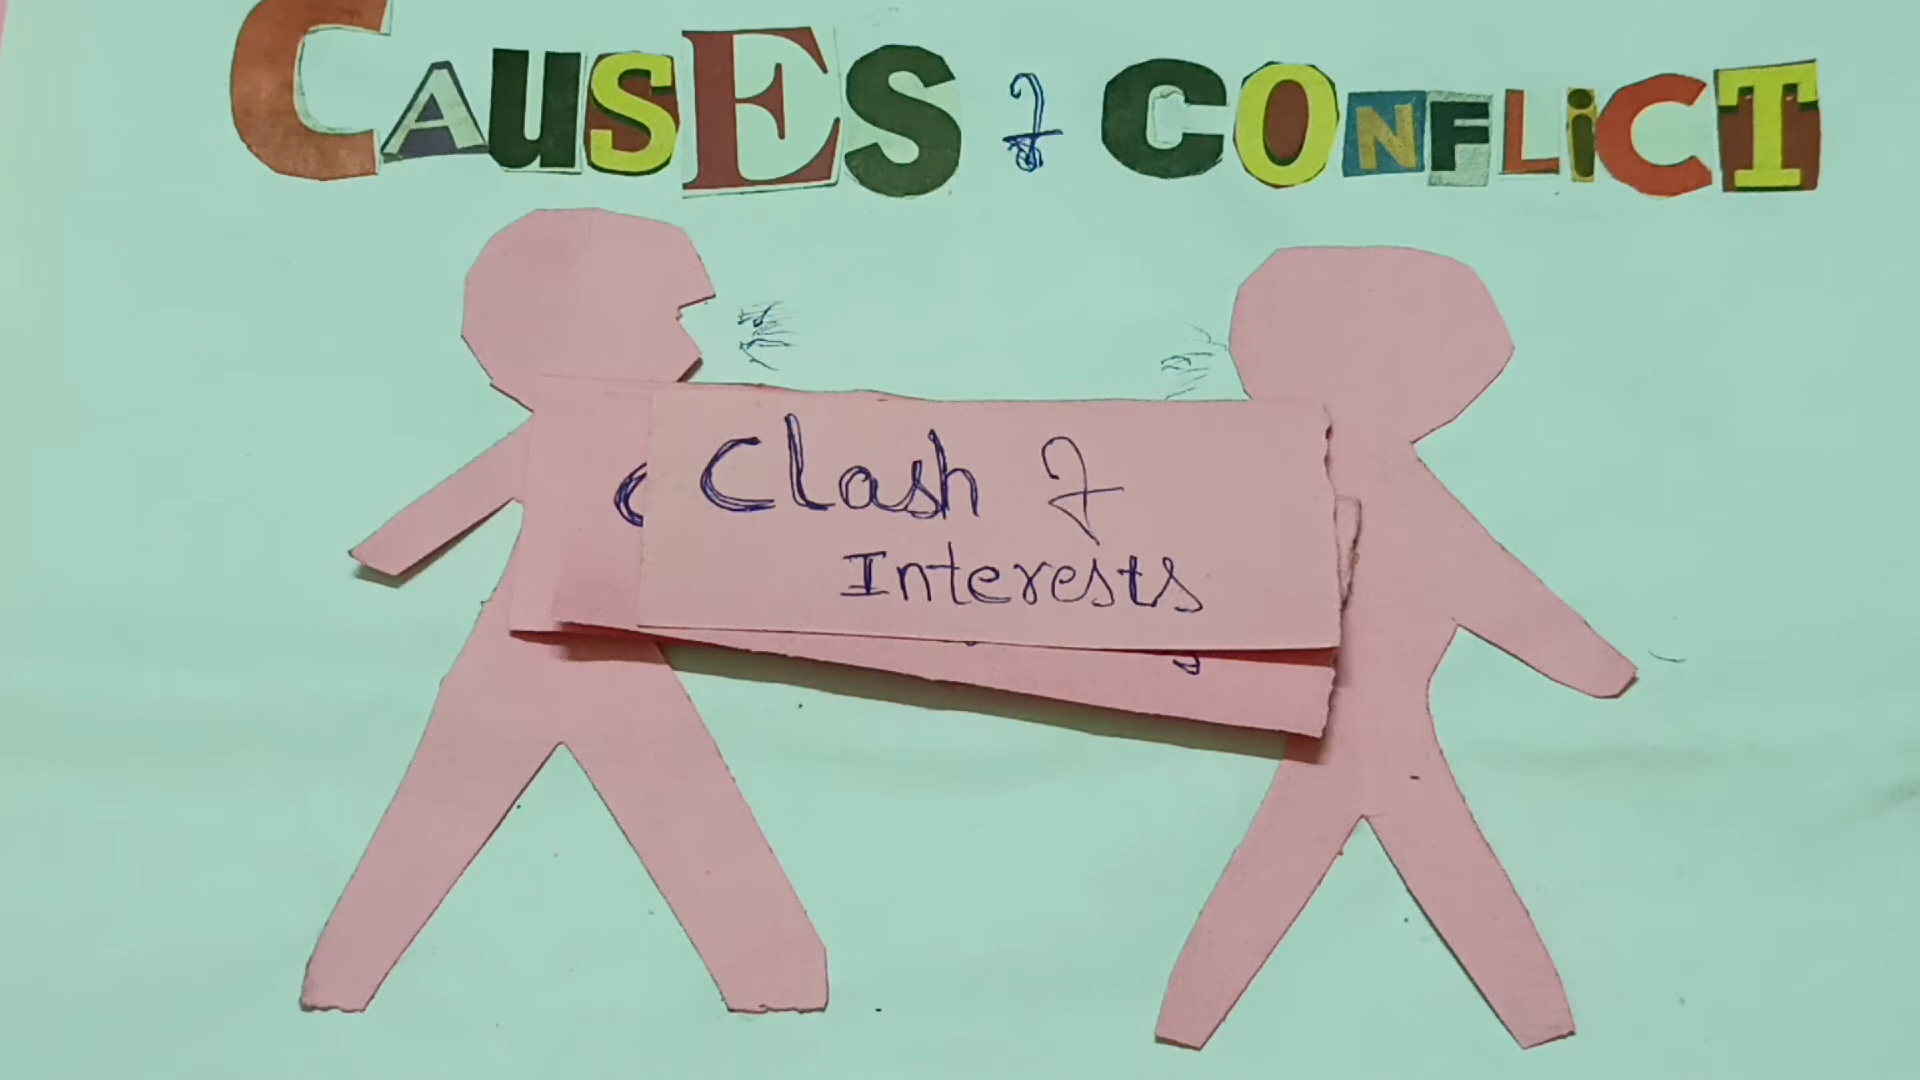 CAUSES of CONFLiCT
Clash of
Interests